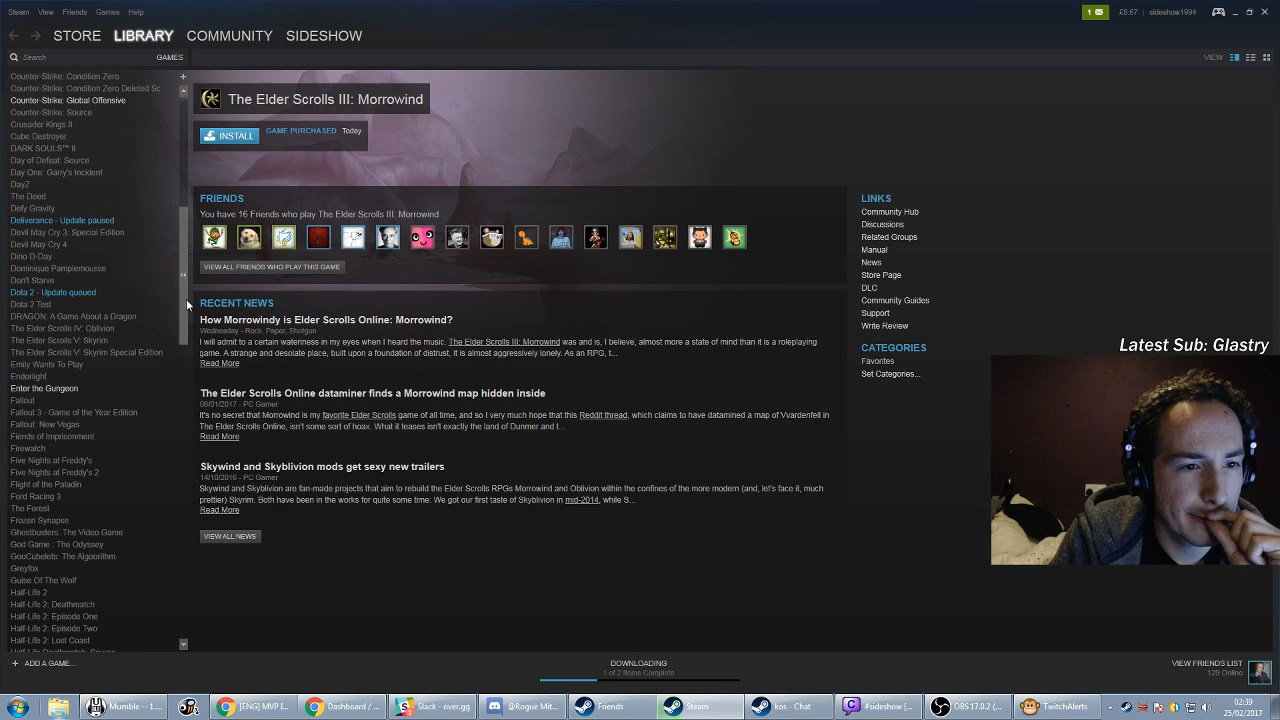 Steam View Friends Games Help
1 £8.67 sideshow1994
STORE LIBRARY COMMUNITY SIDESHOW
Search GAMES VIEW
Counter-Strike: Condition Zero
Counter-Strike: Condition Zero Deleted Sc
Counter-Strike: Global Offensive
Counter-Strike: Source
Crusader Kings II
Cube Destroyer
DARK SOULS™ II
Day of Defeat: Source
Day One: Garry's Incident
DayZ
The Deed
Defy Gravity
Deliverance - Update paused
Devil May Cry 3: Special Edition
Devil May Cry 4
Dino D-Day
Dominique Pamplemousse
Don't Starve
Dota 2 - Update queued
Dota 2 Test
DRAGON: A Game About a Dragon
The Elder Scrolls IV: Oblivion
The Elder Scrolls V: Skyrim
The Elder Scrolls V: Skyrim Special Edition
Emily Wants To Play
Endorlight
Enter the Gungeon
Fallout
Fallout 3 - Game of the Year Edition
Fallout: New Vegas
Fiends of Imprisonment
Firewatch
Five Nights at Freddy's
Five Nights at Freddy's 2
Flight of the Paladin
Ford Racing 3
The Forest
Frozen Synapse
Ghostbusters: The Video Game
God Game : The Odyssey
GooCubelets: The Algoorithm
Greyfox
Guise Of The Wolf
Half-Life 2
Half-Life 2: Deathmatch
Half-Life 2: Episode One
Half-Life 2: Episode Two
Half-Life 2: Lost Coast
+ ADD A GAME...
The Elder Scrolls III: Morrowind
INSTALL GAME PURCHASED Today
FRIENDS
You have 16 Friends who play The Elder Scrolls III: Morrowind
VIEW ALL FRIENDS WHO PLAY THIS GAME
RECENT NEWS
How Morrowindy is Elder Scrolls Online: Morrowind?
Wednesday - Rock, Paper, Shotgun
I will admit to a certain wateriness in my eyes when I heard the music. The Elder Scrolls III: Morrowind was and is, I believe, almost more a state of mind than it is a roleplaying
game. A strange and desolate place, built upon a foundation of distrust, it is almost aggressively lonely. As an RPG, t...
Read More
The Elder Scrolls Online dataminer finds a Morrowind map hidden inside
06/01/2017 - PC Gamer
It's no secret that Morrowind is my favorite Elder Scrolls game of all time, and so I very much hope that this Reddit thread, which claims to have datamined a map of Vvardenfell in
The Elder Scrolls Online, isn't some sort of hoax. What it teases isn't exactly the land of Dunmer and t...
Read More
Skywind and Skyblivion mods get sexy new trailers
14/10/2016 - PC Gamer
Skywind and Skyblivion are fan-made projects that aim to rebuild the Elder Scrolls RPGs Morrowind and Oblivion within the confines of the more modern (and, let's face it, much
prettier) Skyrim. Both have been in the works for quite some time: We got our first taste of Skyblivion in mid-2014, while S...
Read More
VIEW ALL NEWS
LINKS
Community Hub
Discussions
Related Groups
Manual
News
Store Page
DLC
Community Guides
Support
Write Review
CATEGORIES
Favorites
Set Categories...
Latest Sub: Glastry
DOWNLOADING
1 of 2 Items Complete
VIEW FRIENDS LIST
129 Online
Mumble -- 1.... [ENG] MVP I... Dashboard / ... Slack - over.gg @Rogue Mit... Friends Steam kos - Chat #sideshow [... OBS 17.0.2 (... TwitchAlerts
02:39
25/02/2017